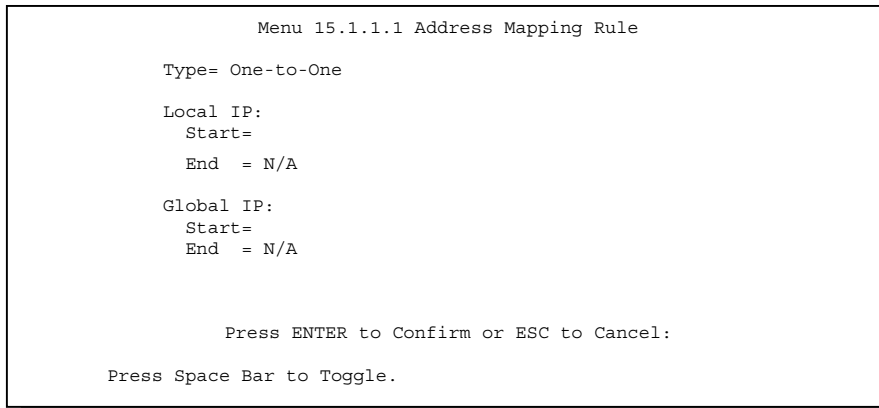 Menu 15.1.1.1 Address Mapping Rule
Type= One-to-One
Local IP:
Start=
End = N/A
Global IP:
Start=
End = N/A
Press ENTER to Confirm or ESC to Cancel:
Press Space Bar to Toggle.